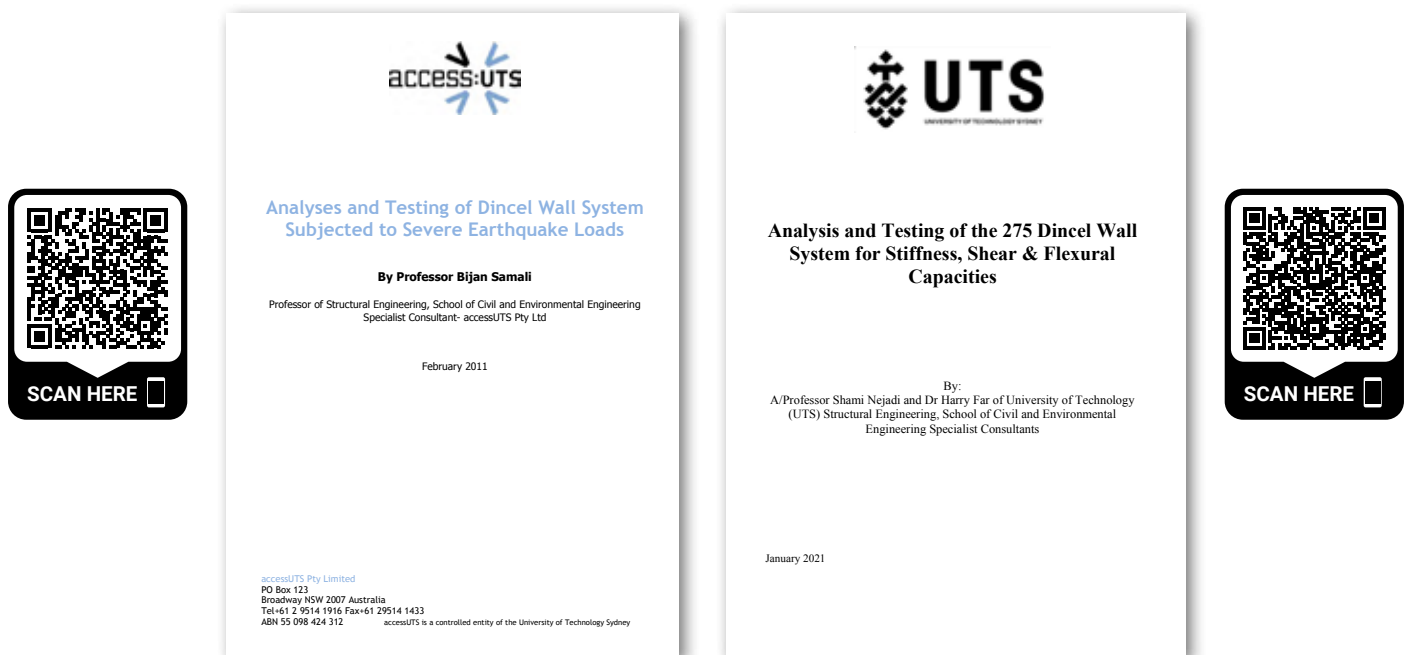 access:UTS
Analyses and Testing of Dincel Wall System
Subjected to Severe Earthquake Loads
By Professor Bijan Samali
Professor of Structural Engineering, School of Civil and Environmental Engineering
Specialist Consultant- accessUTS Pty Ltd
February 2011
accessUTS Pty Limited
PO Box 123
Broadway NSW 2007 Australia
Tel+61 2 9514 1916 Fax+61 29514 1433
ABN 55 098 424 312 accessUTS is a controlled entity of the University of Technology Sydney
SCAN HERE
UTS
UNIVERSITY OF TECHNOLOGY SYDNEY
Analysis and Testing of the 275 Dincel Wall
System for Stiffness, Shear & Flexural
Capacities
By:
A/Professor Shami Nejadi and Dr Harry Far of University of Technology
(UTS) Structural Engineering, School of Civil and Environmental
Engineering Specialist Consultants
January 2021
SCAN HERE